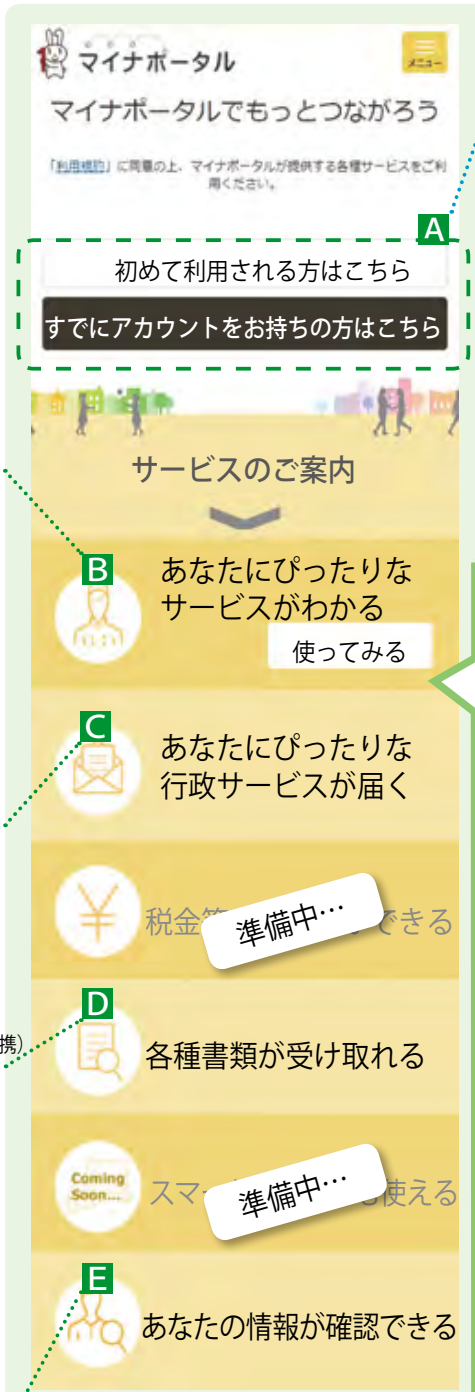 マイナポータル
メニュー
マイナポータルでもっとつながろう
「利用規約」に同意の上、マイナポータルが提供する各種サービスをご利
用ください。
A
初めて利用される方はこちら
すでにアカウントをお持ちの方はこちら
サービスのご案内
B
あなたにぴったりな
サービスがわかる
使ってみる
C
あなたにぴったりな
行政サービスが届く
税金
準備中…
できる
D
携)
各種書類が受け取れる
Coming
Soon...
スマ
準備中…
使える
E
あなたの情報が確認できる